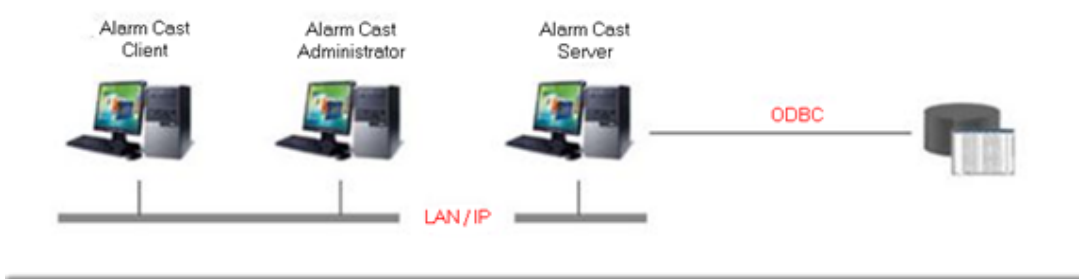 Alarm Cast
Client
Alarm Cast
Administrator
Alarm Cast
Server
ODBC
LAN / IP